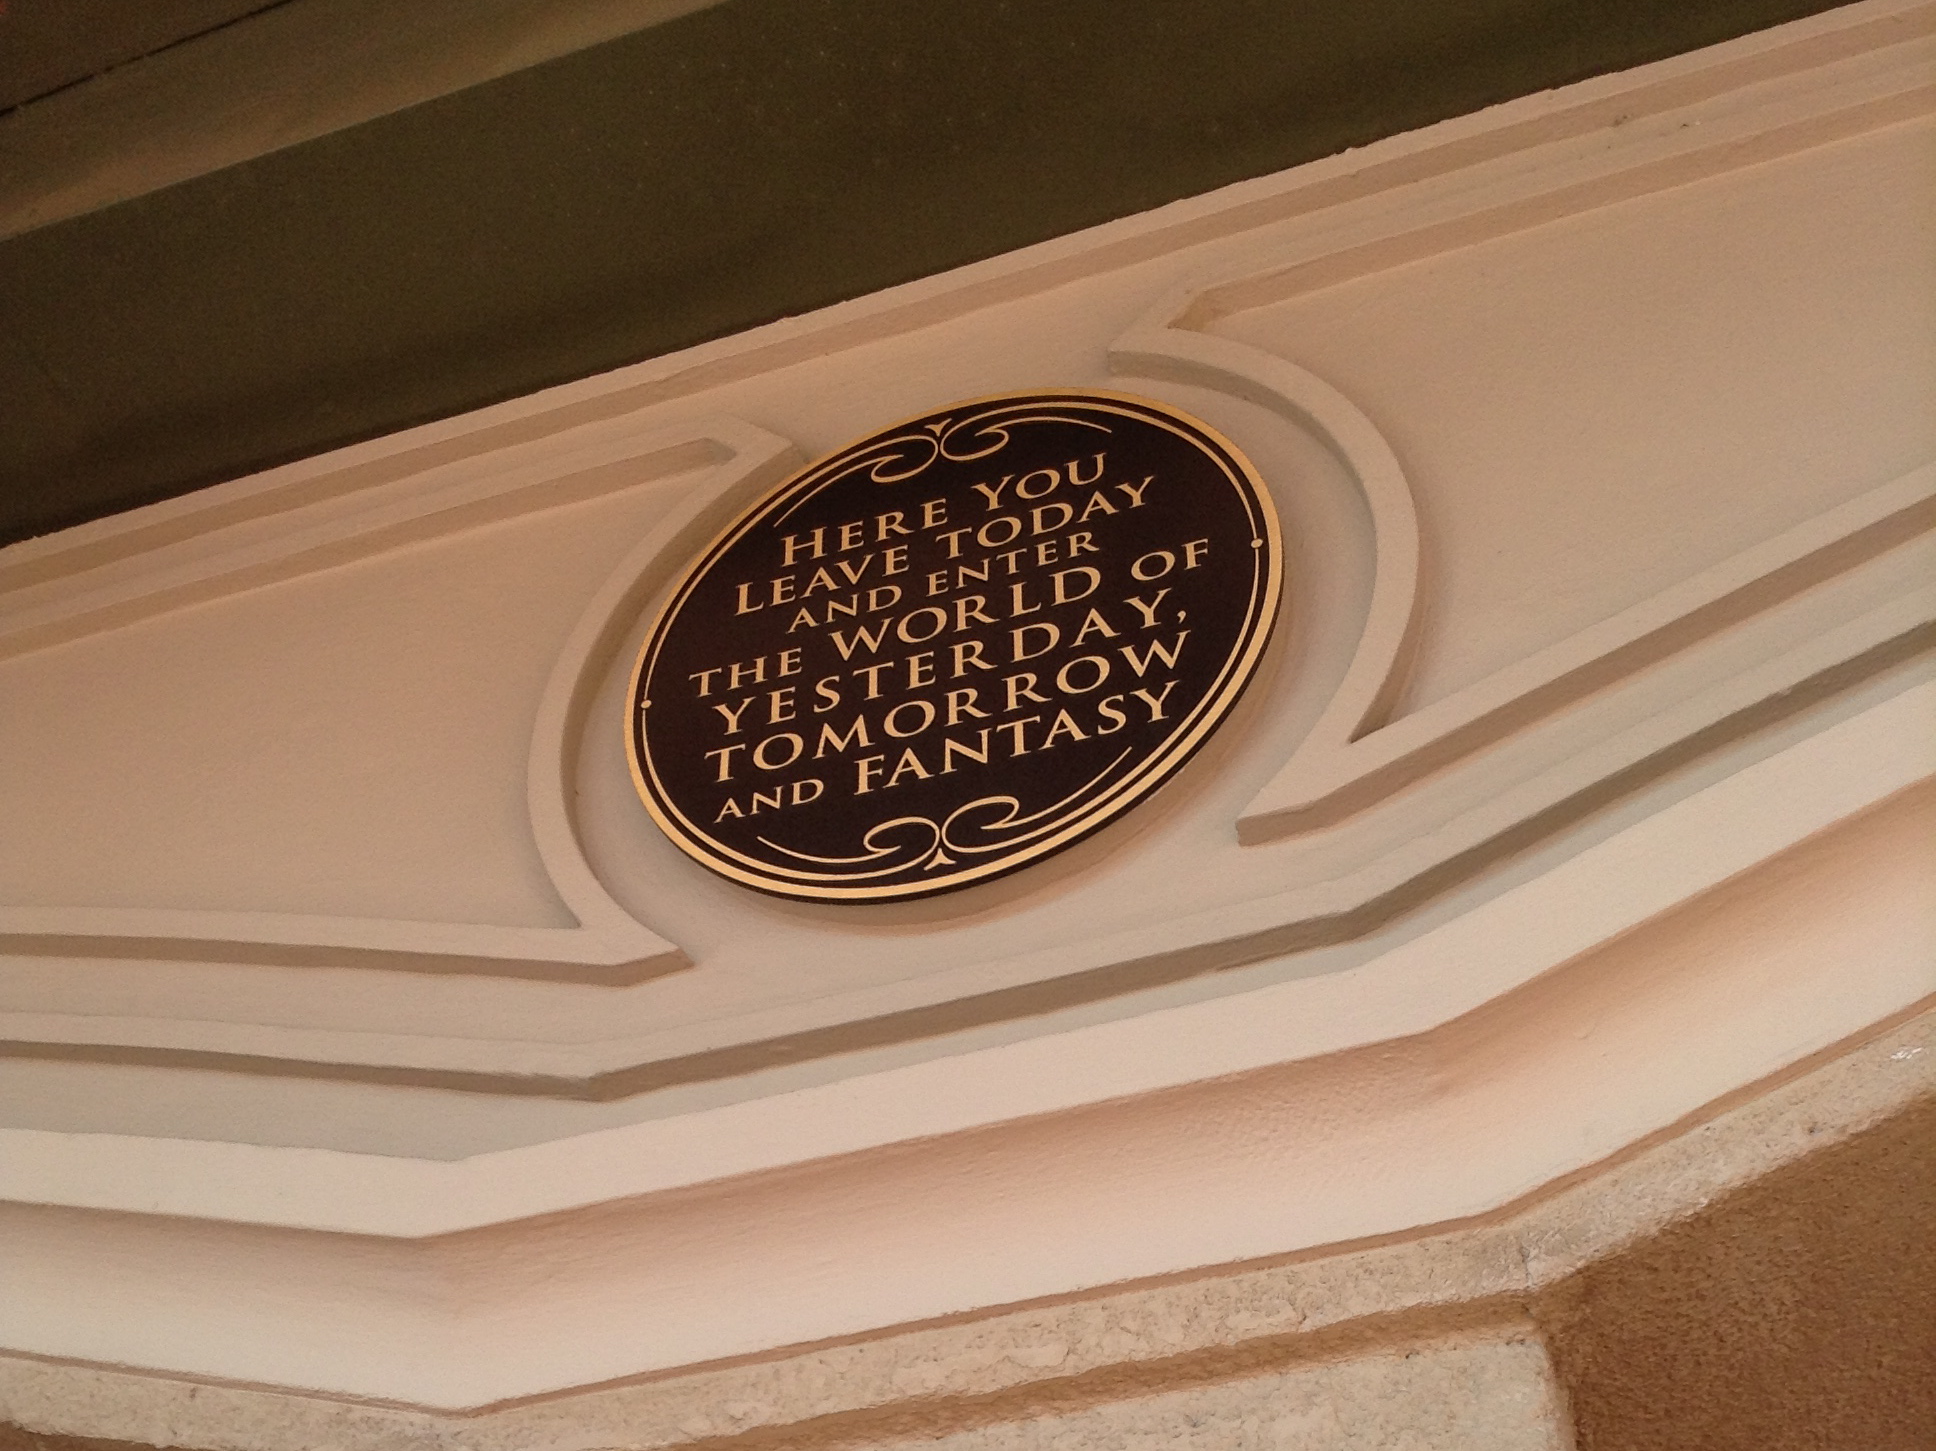 HERE YOU
LEAVE TODAY
AND ENTER
THE WORLD OF
YESTERDAY,
TOMORROW
AND FANTASY